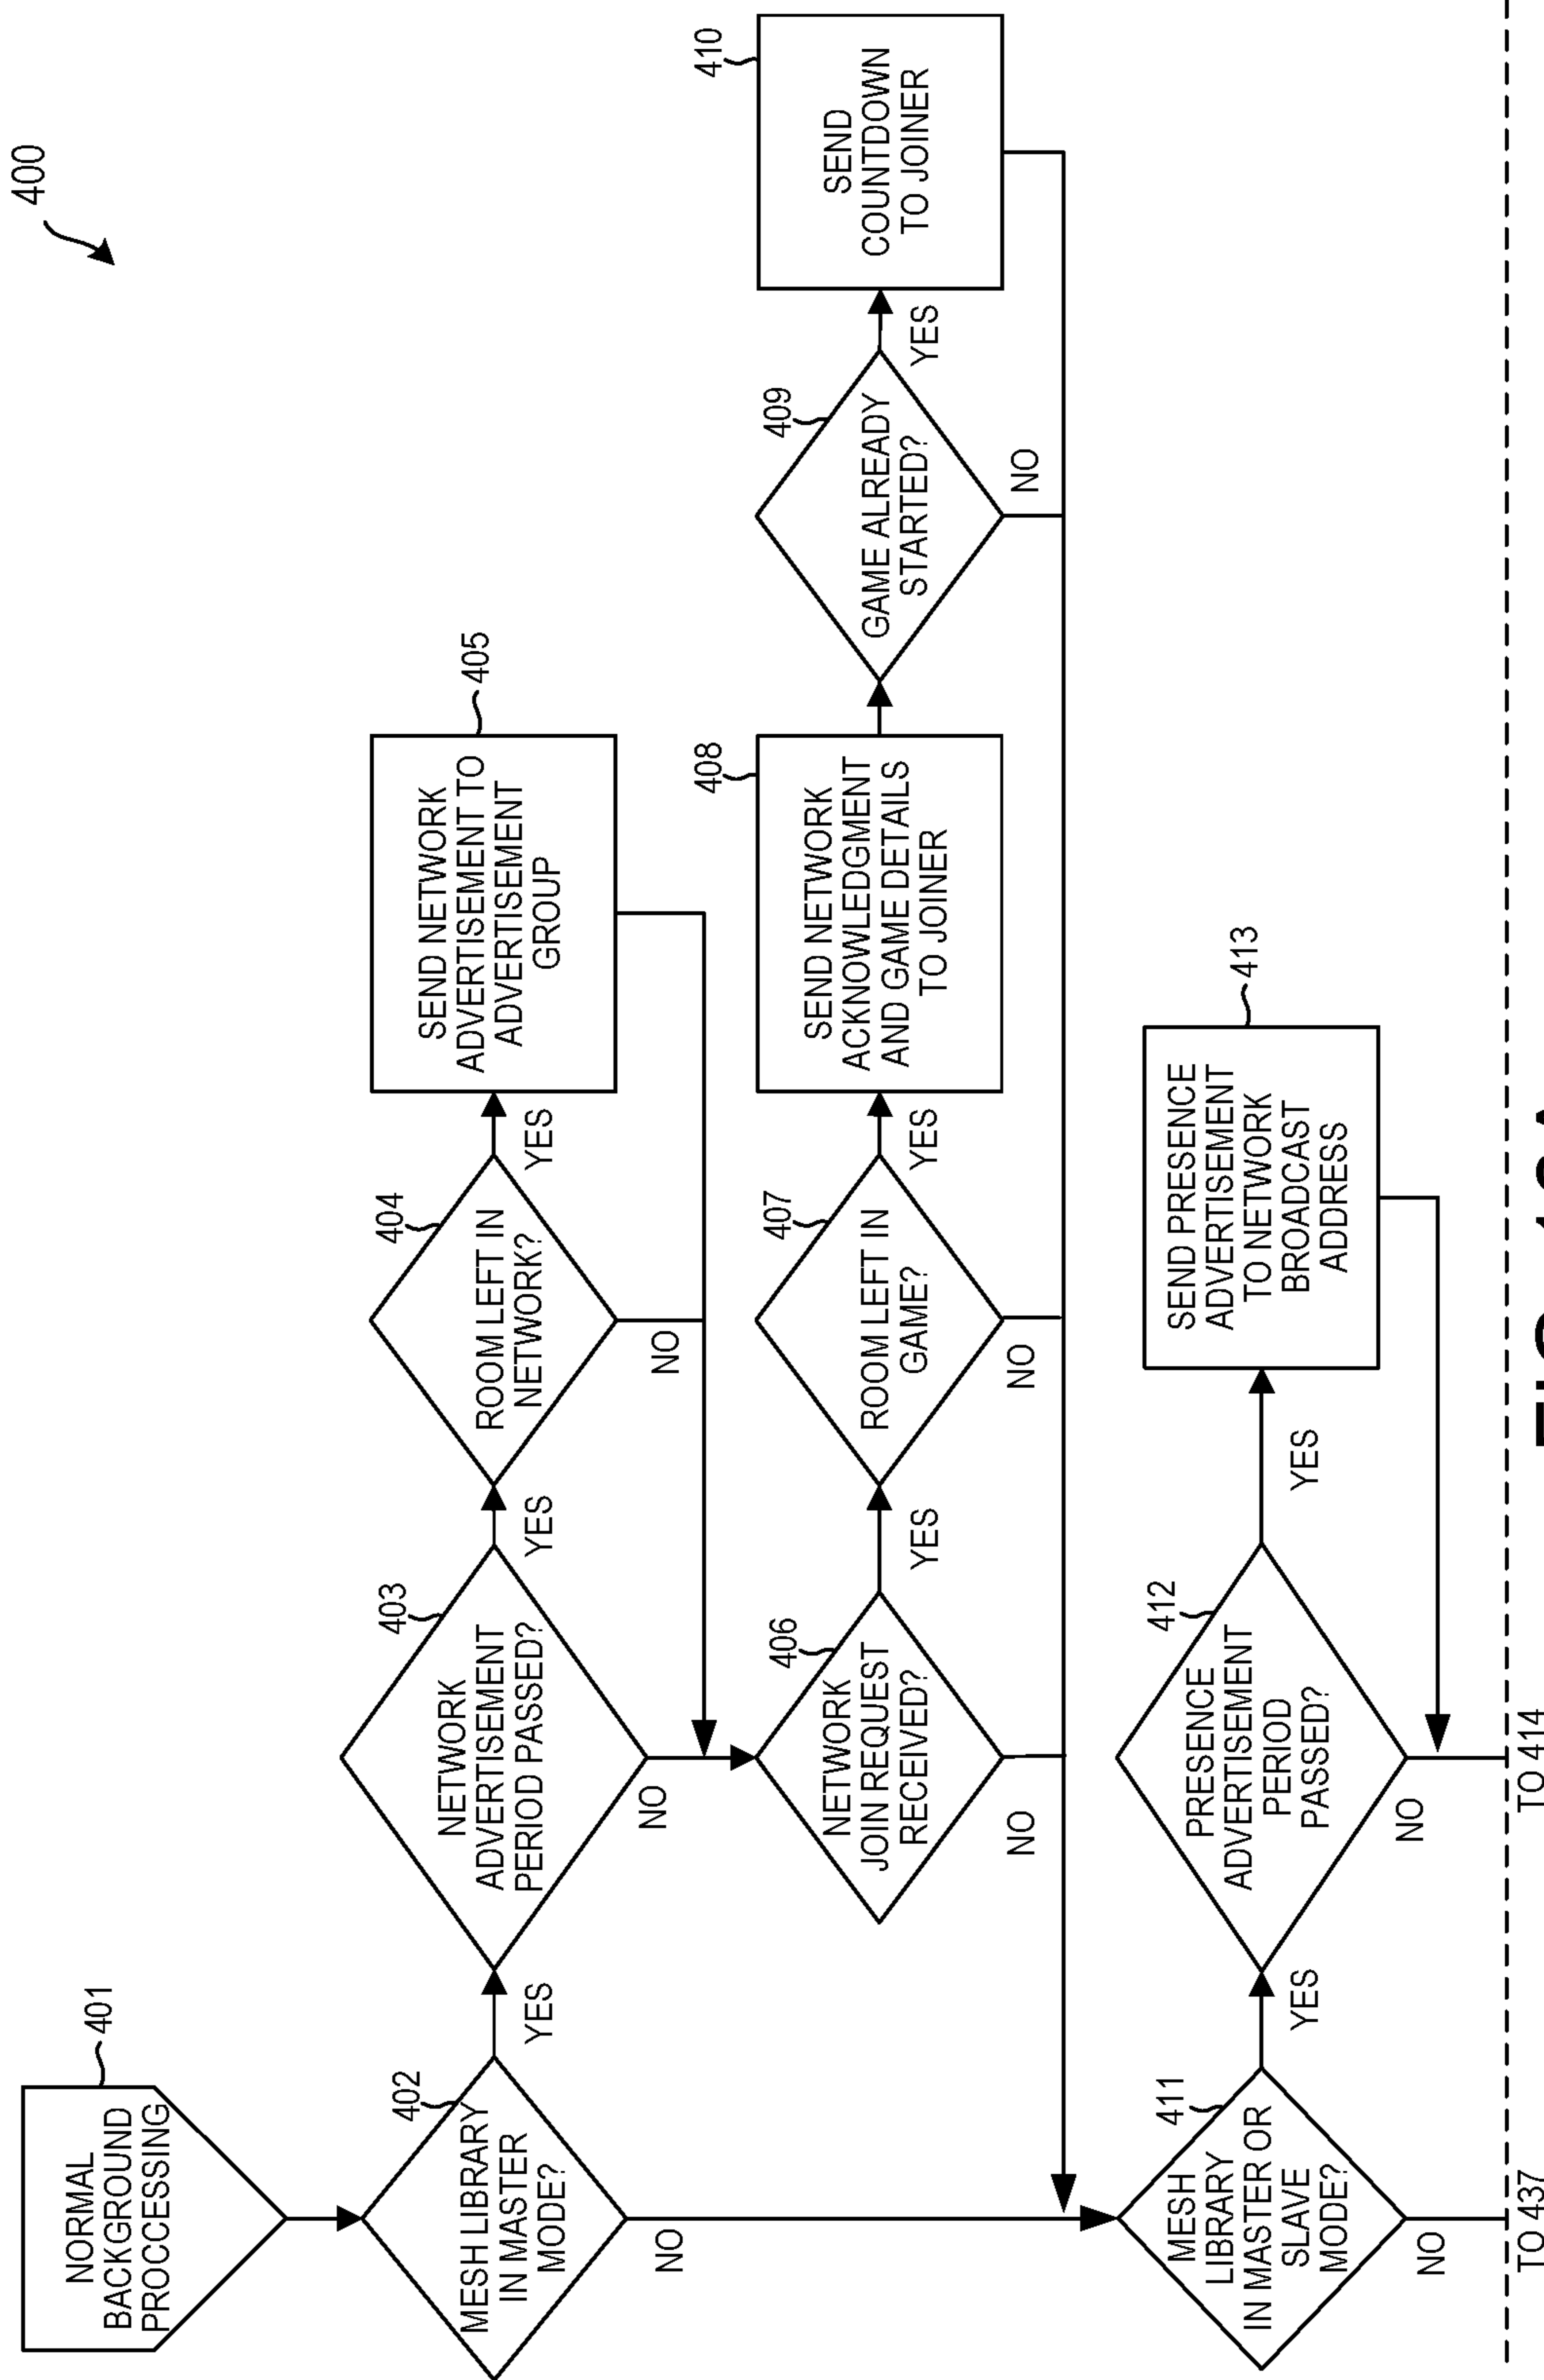 400
NORMAL
BACKGROUND
PROCCESSING
401
MESH LIBRARY
IN MASTER
MODE?
402
YES
NO
NETWORK
ADVERTISEMENT
PERIOD PASSED?
403
YES
NO
ROOM LEFT IN
NETWORK?
404
YES
NO
SEND NETWORK
ADVERTISEMENT TO
ADVERTISEMENT
GROUP
405
NETWORK
JOIN REQUEST
RECEIVED?
406
YES
NO
ROOM LEFT IN
GAME?
407
YES
NO
SEND NETWORK
ACKNOWLEDGMENT
AND GAME DETAILS
TO JOINER
408
GAME ALREADY
STARTED?
409
YES
NO
SEND
COUNTDOWN
TO JOINER
410
MESH
LIBRARY
IN MASTER OR
SLAVE
MODE?
411
YES
NO
PRESENCE
ADVERTISEMENT
PERIOD
PASSED?
412
YES
NO
SEND PRESENCE
ADVERTISEMENT
TO NETWORK
BROADCAST
ADDRESS
413
TO 437
TO 414
FIG.